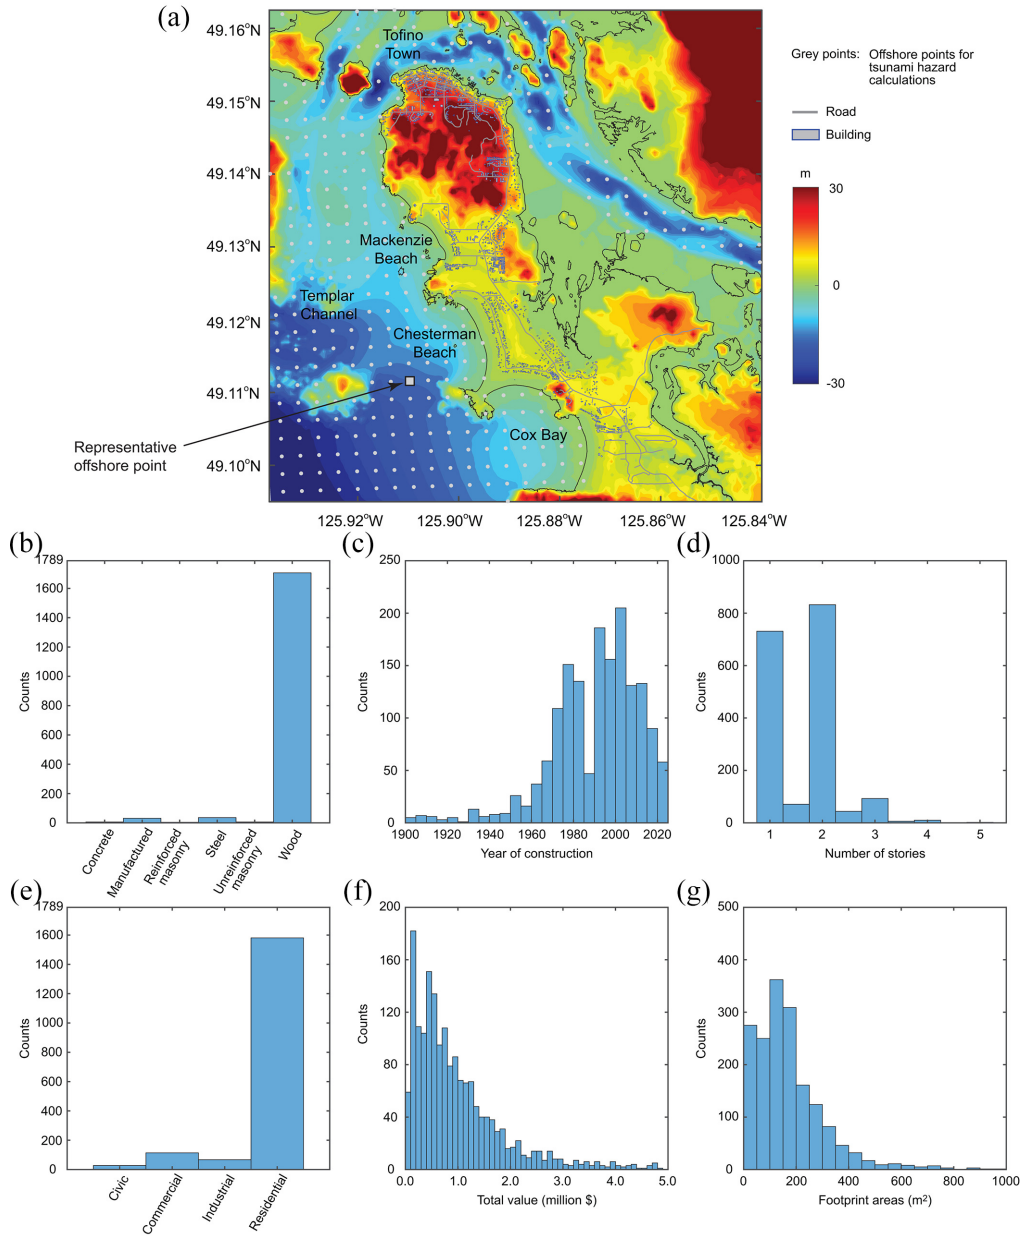 (a)
49.16°N
49.15°N
49.14°N
49.13°N
49.12°N
49.11°N
49.10°N
125.92°W
125.90°W
125.88°W
125.86°W
125.84°W
Tofino
Town
Mackenzie
Beach
Templar
Channel
Chesterman
Beach
Cox Bay
Representative
offshore point
Grey points: Offshore points for
tsunami hazard
calculations
Road
Building
m
30
0
-30
(b)
1789
1600
1400
1200
1000
800
600
400
200
0
Counts
Concrete
Manufactured
Reinforced
masonry
Steel
Unreinforced
masonry
Wood
(c)
250
200
150
100
50
0
Counts
1900
1920
1940
1960
1980
2000
2020
Year of construction
(d)
1000
800
600
400
200
0
Counts
1
2
3
4
5
Number of stories
(e)
1789
1600
1400
1200
1000
800
600
400
200
0
Counts
Civic
Commercial
Industrial
Residential
(f)
200
160
120
80
40
0
Counts
0.0
1.0
2.0
3.0
4.0
5.0
Total value (million $)
(g)
500
400
300
200
100
0
Counts
0
200
400
600
800
1000
Footprint areas (m²)